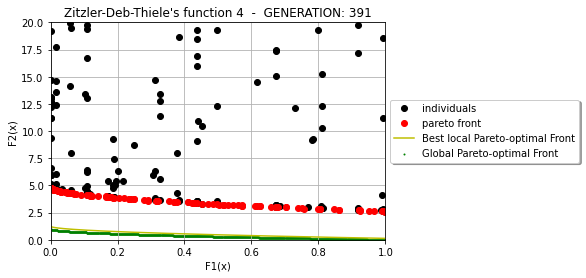 Zitzler-Deb-Thiele's function 4 - GENERATION: 391
20.0
17.5
15.0
12.5
10.0
7.5
5.0
2.5
0.0
F2(x)
0.0 0.2 0.4 0.6 0.8 1.0
F1(x)
individuals
pareto front
Best local Pareto-optimal Front
Global Pareto-optimal Front